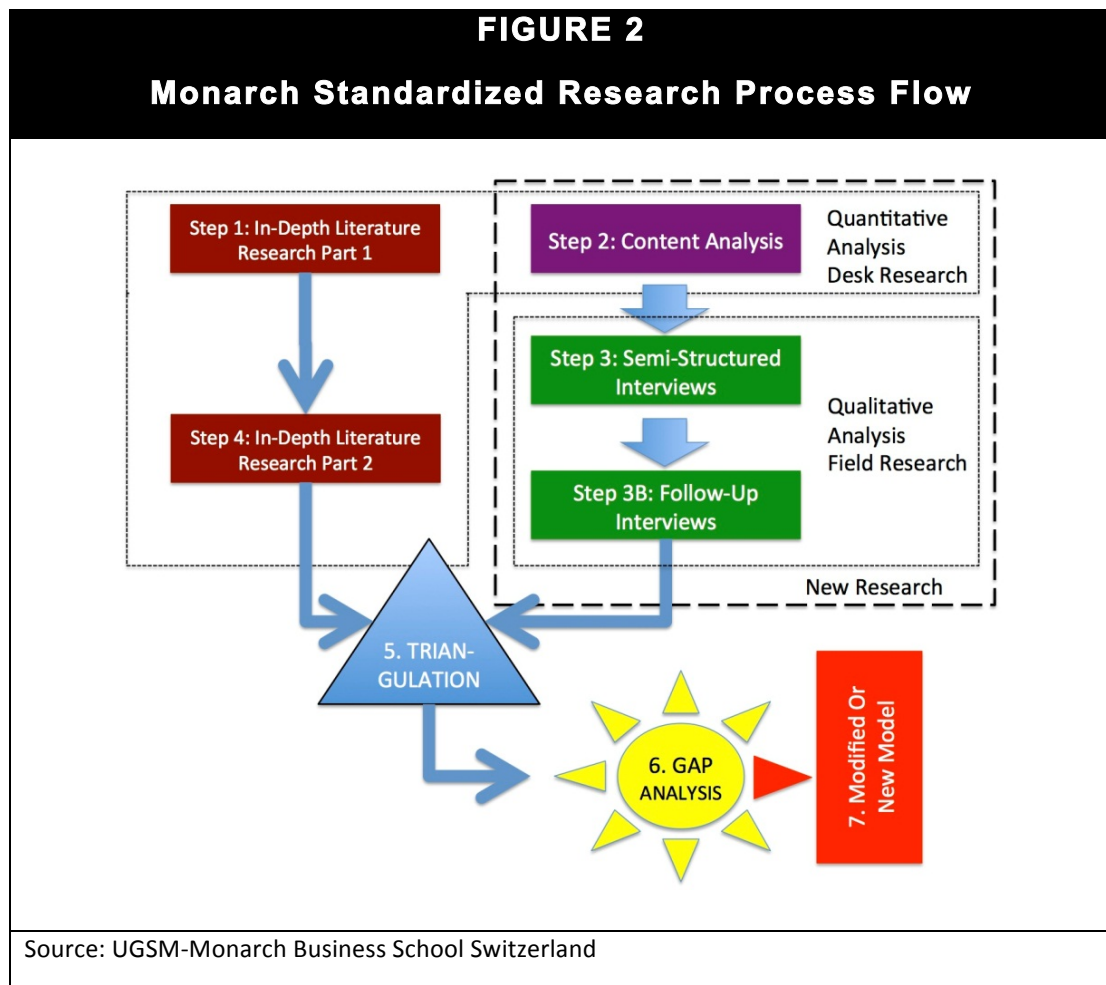 FIGURE 2
Monarch Standardized Research Process Flow
Step 1: In-Depth Literature
Research Part 1
Step 2: Content Analysis
Quantitative
Analysis
Desk Research
Step 3: Semi-Structured
Interviews
Step 4: In-Depth Literature
Research Part 2
Qualitative
Analysis
Field Research
Step 3B: Follow-Up
Interviews
New Research
5. TRIAN-
GULATION
6. GAP
ANALYSIS
7. Modified Or
New Model
Source: UGSM-Monarch Business School Switzerland